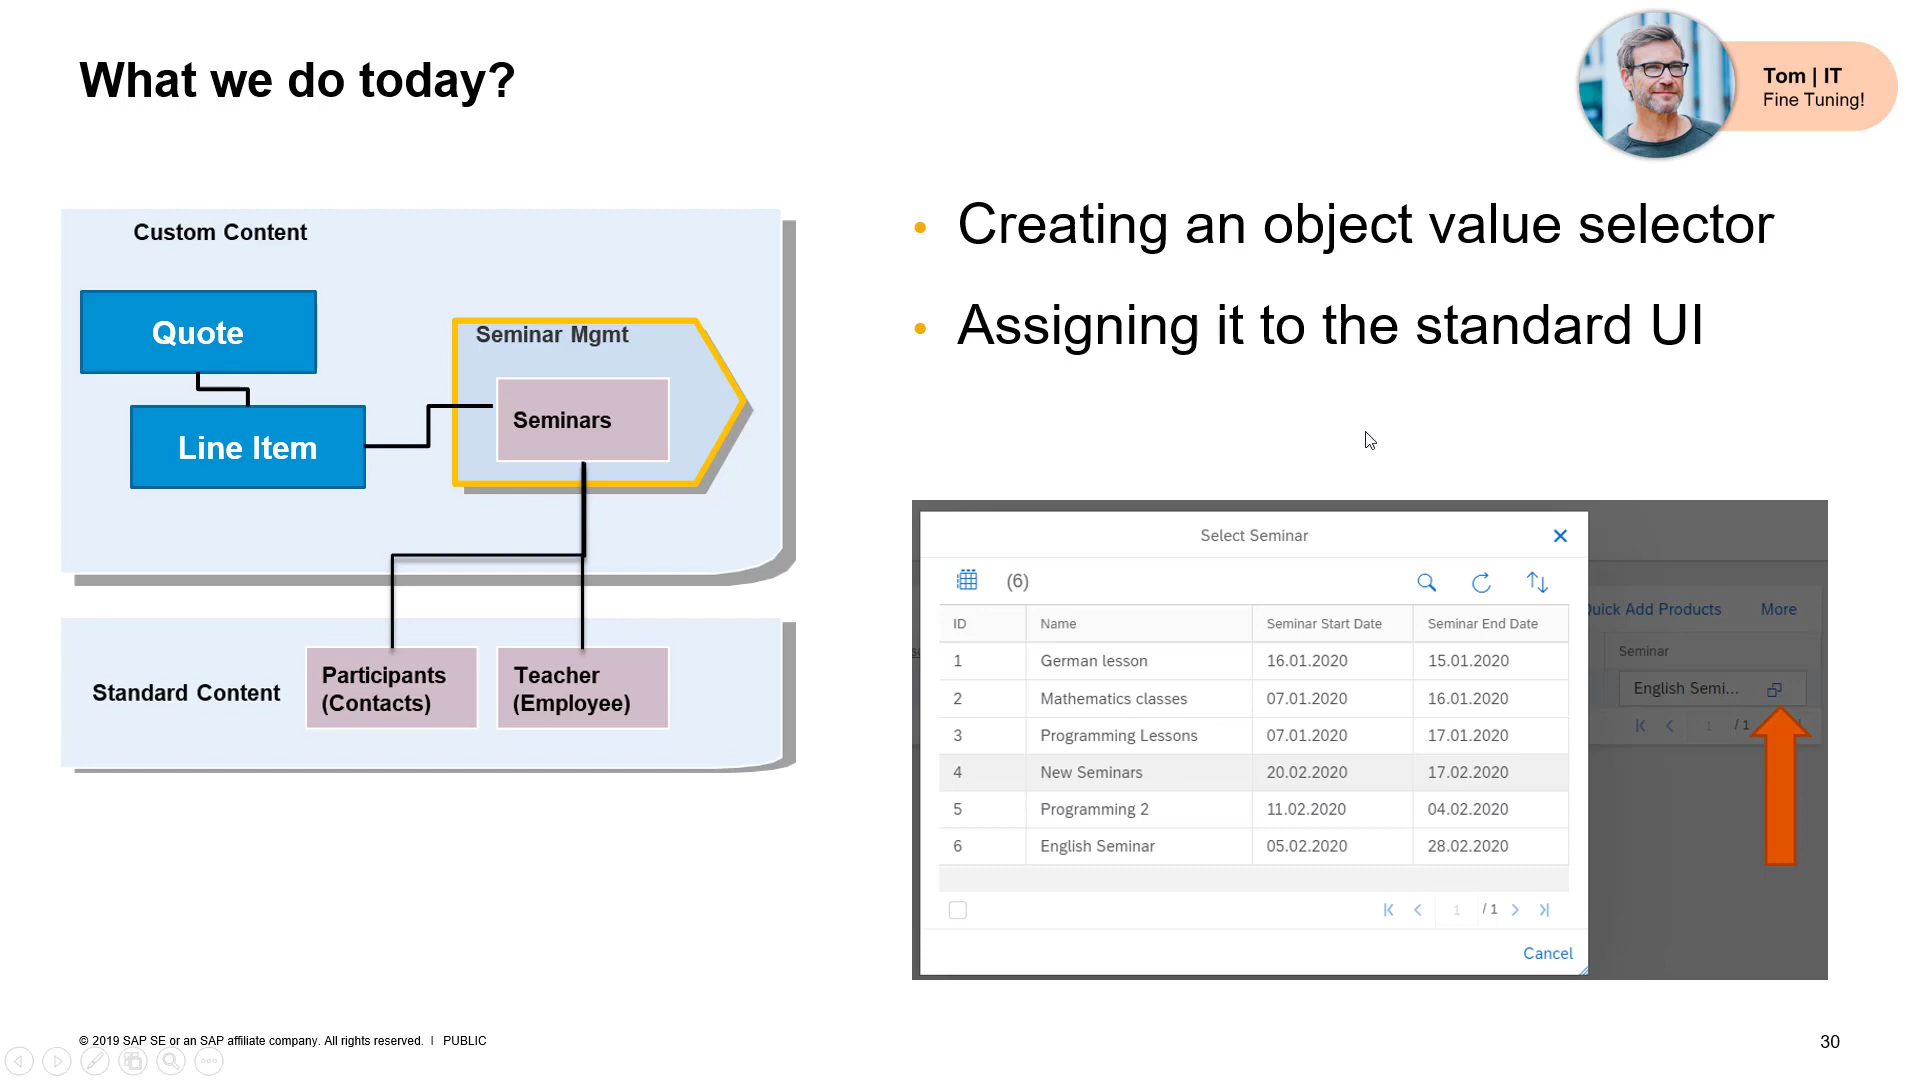 What we do today?
Tom | IT
Fine Tuning!
Custom Content
Quote
Line Item
Seminar Mgmt
Seminars
Standard Content
Participants
(Contacts)
Teacher
(Employee)
• Creating an object value selector
• Assigning it to the standard UI
Select Seminar
(6)
ID Name Seminar Start Date Seminar End Date
1 German lesson 16.01.2020 15.01.2020
2 Mathematics classes 07.01.2020 16.01.2020
3 Programming Lessons 07.01.2020 17.01.2020
4 New Seminars 20.02.2020 17.02.2020
5 Programming 2 11.02.2020 04.02.2020
6 English Seminar 05.02.2020 28.02.2020
1 / 1
Cancel
Add Products More
Seminar
English Semi...
1 / 1
© 2019 SAP SE or an SAP affiliate company. All rights reserved. | PUBLIC
30